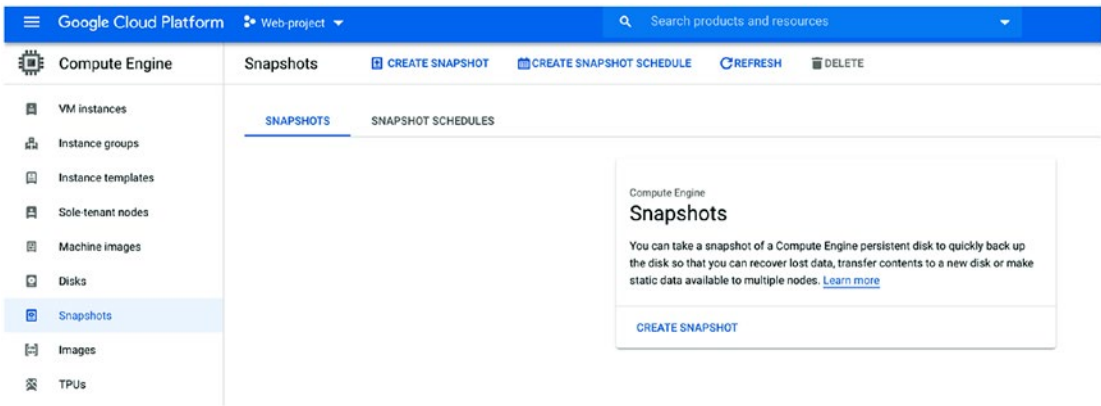 Google Cloud Platform Web-project Search products and resources
Compute Engine Snapshots CREATE SNAPSHOT CREATE SNAPSHOT SCHEDULE REFRESH DELETE
VM instances
Instance groups
Instance templates
Sole-tenant nodes
Machine images
Disks
Snapshots
Images
TPUs
SNAPSHOTS SNAPSHOT SCHEDULES
Compute Engine
Snapshots
You can take a snapshot of a Compute Engine persistent disk to quickly back up
the disk so that you can recover lost data, transfer contents to a new disk or make
static data available to multiple nodes. Learn more
CREATE SNAPSHOT